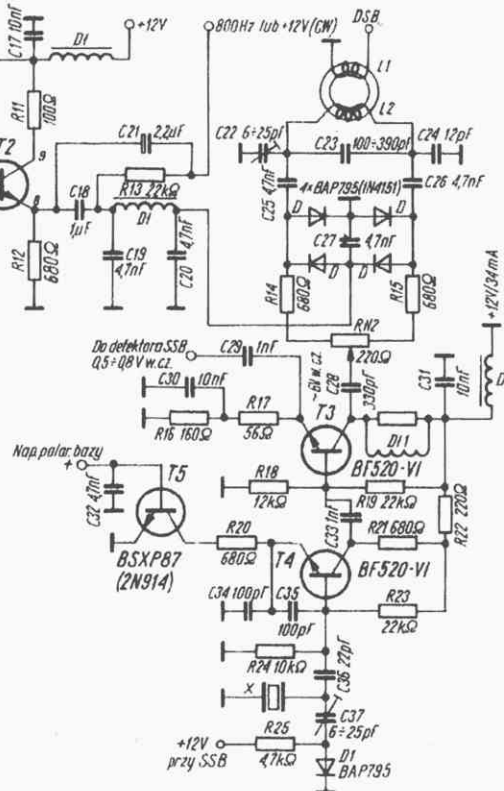 C17 10nF
Dł
+12V
800Hz lub +12V (CW)
DSB
L1
L2
R11
100Ω
T2
9
8
C21
2,2µF
R13 22kΩ
C18
1µF
Dł
R12
680Ω
C19
4,7nF
C20
4,7nF
C22 6÷25pF
C23
100÷390pF
C24 12pF
C25
47nF
4×BAP795(1N4151)
C26
4,7nF
D
D
C27
4,7nF
D
D
R14
680Ω
R15
680Ω
RN2
220Ω
+12V/34mA
Do detektora SSB
0,5÷0,8V w.cz.
C29
1nF
~6V w.cz.
C28
330pF
C31
10nF
C30
10nF
R17
56Ω
R16 160Ω
T3
Dł1
BF520-VI
Nap. polar. bazy
+
C32 4,7nF
T5
R18
12kΩ
R19 22kΩ
C33 1nF
R21 680Ω
R22 220Ω
BSXP87
(2N914)
R20
680Ω
T4
BF520-VI
C34 100pF
C35
100pF
R23
22kΩ
R24 10kΩ
C36 22pF
X
C37
6÷25pF
R25
4,7kΩ
+12V
przy SSB
D1
BAP795